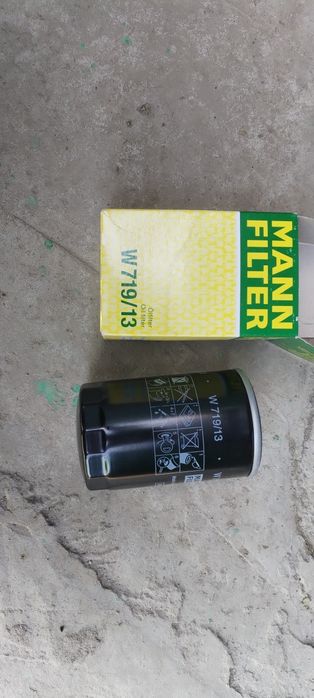 MANN
FILTER
W 719/13
Ölfilter
Oil filter
W 719/13